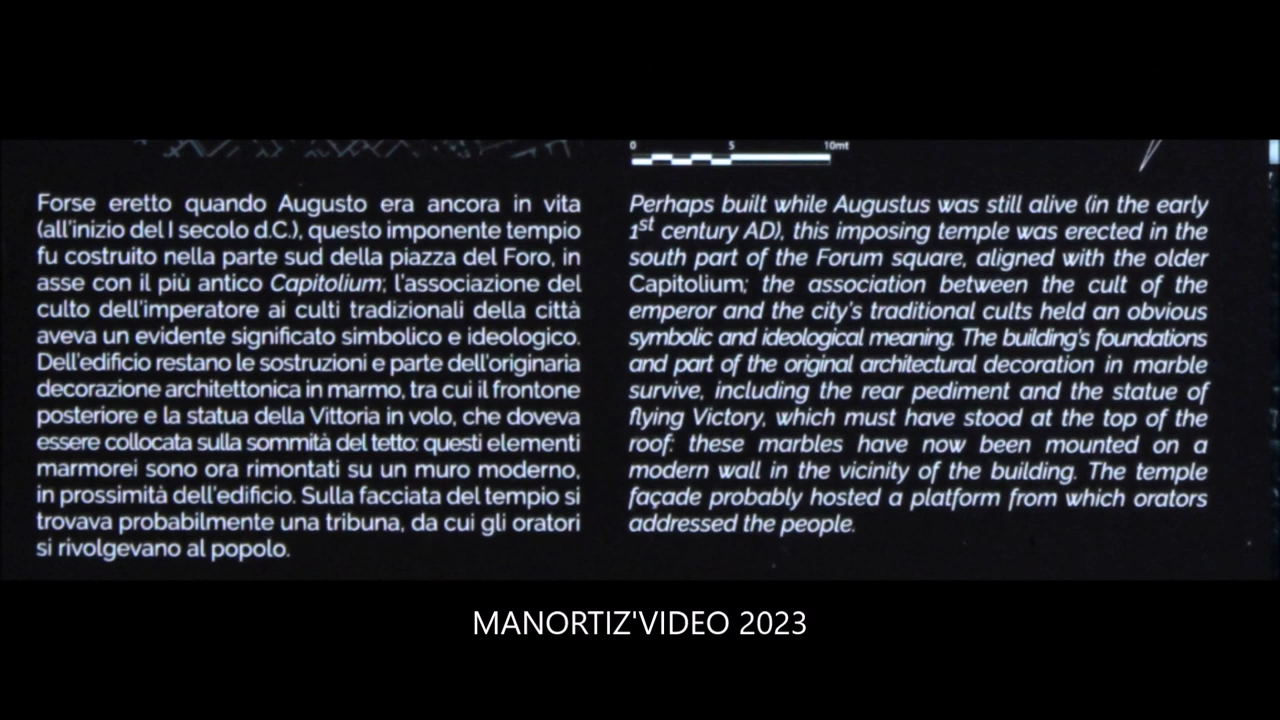 0 5 10mt
Forse eretto quando Augusto era ancora in vita
(all'inizio del I secolo d.C.), questo imponente tempio
fu costruito nella parte sud della piazza del Foro, in
asse con il più antico Capitolium; l'associazione del
culto dell'imperatore ai culti tradizionali della città
aveva un evidente significato simbolico e ideologico.
Dell'edificio restano le sostruzioni e parte dell'originaria
decorazione architettonica in marmo, tra cui il frontone
posteriore e la statua della Vittoria in volo, che doveva
essere collocata sulla sommità del tetto: questi elementi
marmorei sono ora rimontati su un muro moderno,
in prossimità dell'edificio. Sulla facciata del tempio si
trovava probabilmente una tribuna, da cui gli oratori
si rivolgevano al popolo.
Perhaps built while Augustus was still alive (in the early
1st century AD), this imposing temple was erected in the
south part of the Forum square, aligned with the older
Capitolium; the association between the cult of the
emperor and the city's traditional cults held an obvious
symbolic and ideological meaning. The building's foundations
and part of the original architectural decoration in marble
survive, including the rear pediment and the statue of
flying Victory, which must have stood at the top of the
roof: these marbles have now been mounted on a
modern wall in the vicinity of the building. The temple
façade probably hosted a platform from which orators
addressed the people.
MANORTIZ'VIDEO 2023